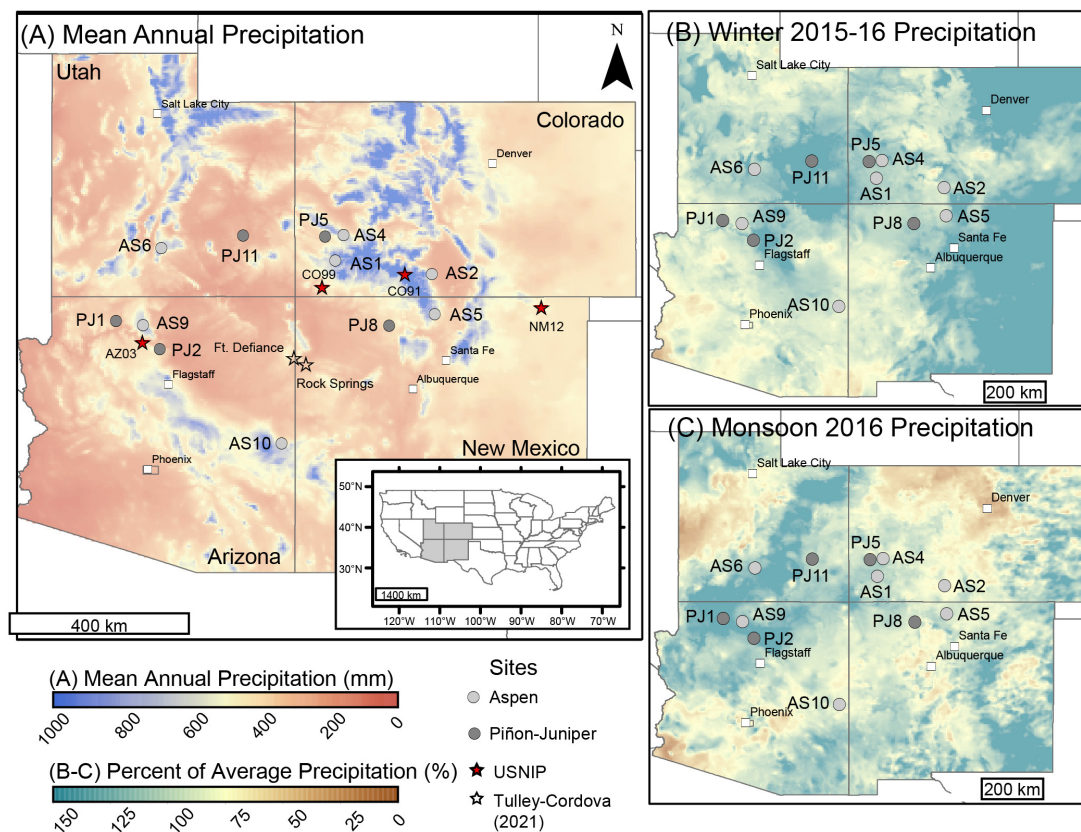 (A) Mean Annual Precipitation
N
Utah
Salt Lake City
Colorado
Denver
PJ5
AS4
AS6
PJ11
AS1
CO99
CO91
AS2
PJ1
AS9
AZ03
PJ2
Flagstaff
Ft. Defiance
Rock Springs
PJ8
AS5
NM12
Santa Fe
Albuquerque
AS10
Phoenix
New Mexico
Arizona
50°N
40°N
30°N
1400 km
120°W 110°W 100°W 90°W 80°W 70°W
400 km
(B) Winter 2015-16 Precipitation
Salt Lake City
Denver
PJ5
AS4
AS6
PJ11
AS1
AS2
PJ1
AS9
PJ2
Flagstaff
PJ8
AS5
Santa Fe
Albuquerque
AS10
Phoenix
200 km
(C) Monsoon 2016 Precipitation
Salt Lake City
Denver
PJ5
AS4
AS6
PJ11
AS1
AS2
PJ1
AS9
PJ2
Flagstaff
PJ8
AS5
Santa Fe
Albuquerque
AS10
Phoenix
200 km
(A) Mean Annual Precipitation (mm)
1000 800 600 400 200 0
(B-C) Percent of Average Precipitation (%)
150 125 100 75 50 25 0
Sites
Aspen
Piñon-Juniper
USNIP
Tulley-Cordova
(2021)